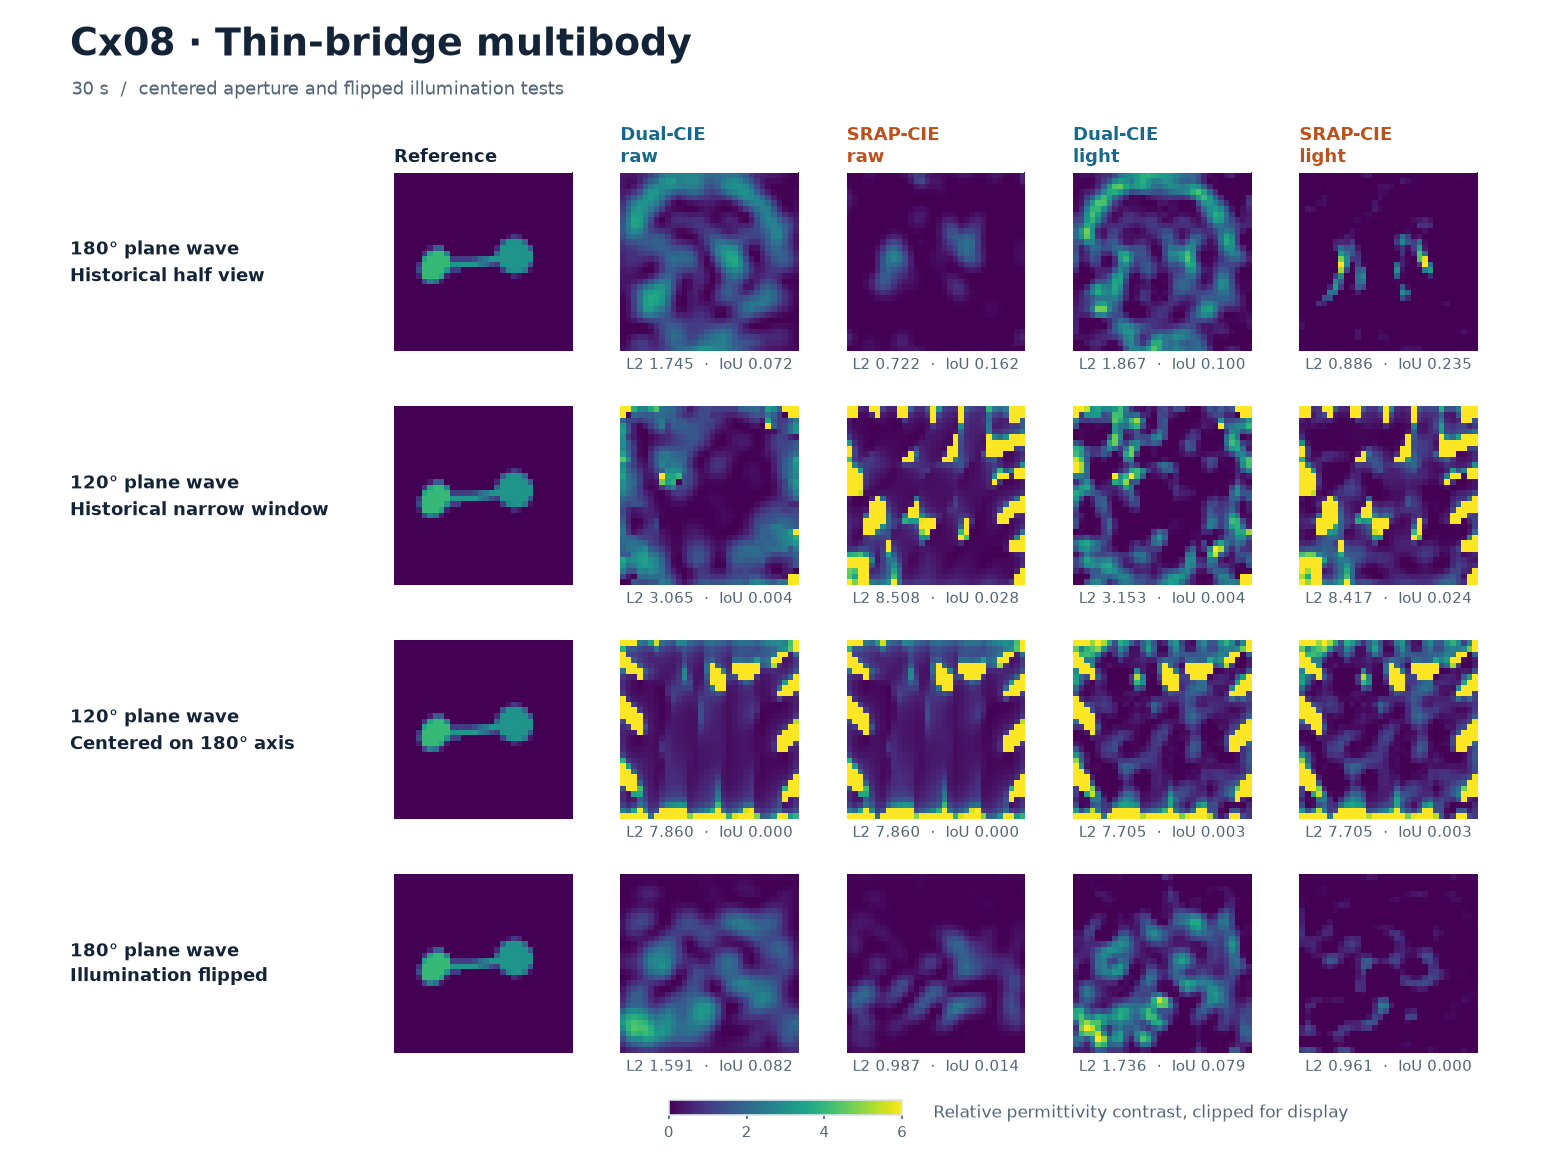 Cx08 · Thin-bridge multibody
30 s / centered aperture and flipped illumination tests
Reference
Dual-CIE
raw
SRAP-CIE
raw
Dual-CIE
light
SRAP-CIE
light
180° plane wave
Historical half view
L2 1.745 · IoU 0.072
L2 0.722 · IoU 0.162
L2 1.867 · IoU 0.100
L2 0.886 · IoU 0.235
120° plane wave
Historical narrow window
L2 3.065 · IoU 0.004
L2 8.508 · IoU 0.028
L2 3.153 · IoU 0.004
L2 8.417 · IoU 0.024
120° plane wave
Centered on 180° axis
L2 7.860 · IoU 0.000
L2 7.860 · IoU 0.000
L2 7.705 · IoU 0.003
L2 7.705 · IoU 0.003
180° plane wave
Illumination flipped
L2 1.591 · IoU 0.082
L2 0.987 · IoU 0.014
L2 1.736 · IoU 0.079
L2 0.961 · IoU 0.000
0 2 4 6
Relative permittivity contrast, clipped for display